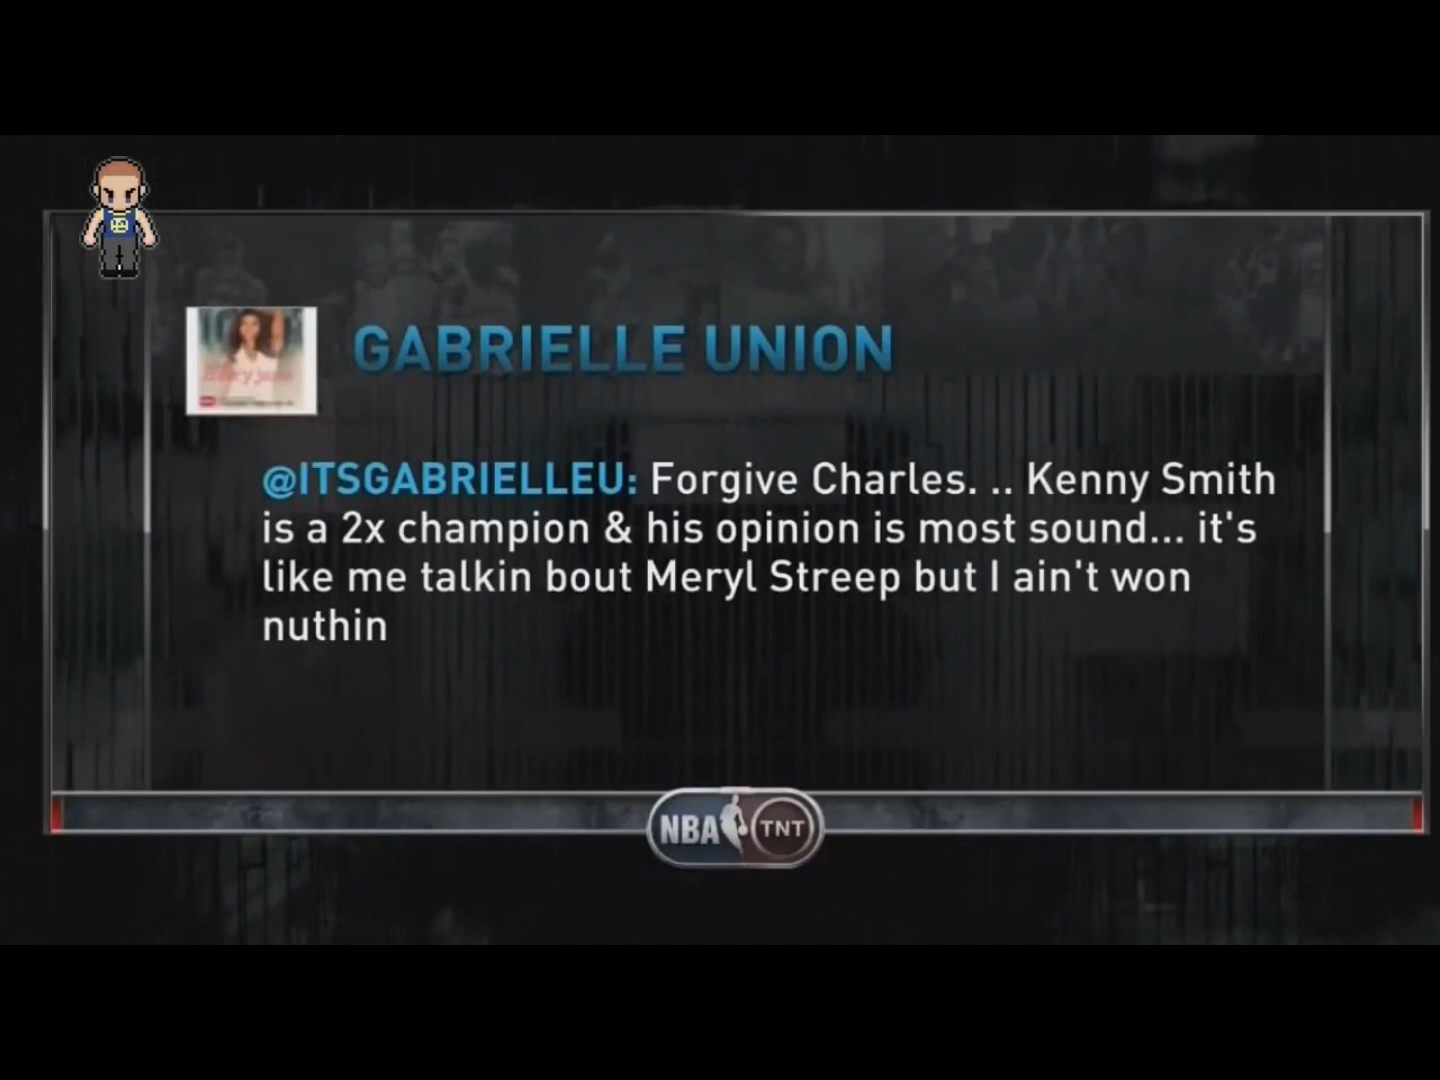 GABRIELLE UNION
@ITSGABRIELLEU: Forgive Charles. .. Kenny Smith
is a 2x champion & his opinion is most sound... it's
like me talkin bout Meryl Streep but I ain't won
nuthin
NBA TNT